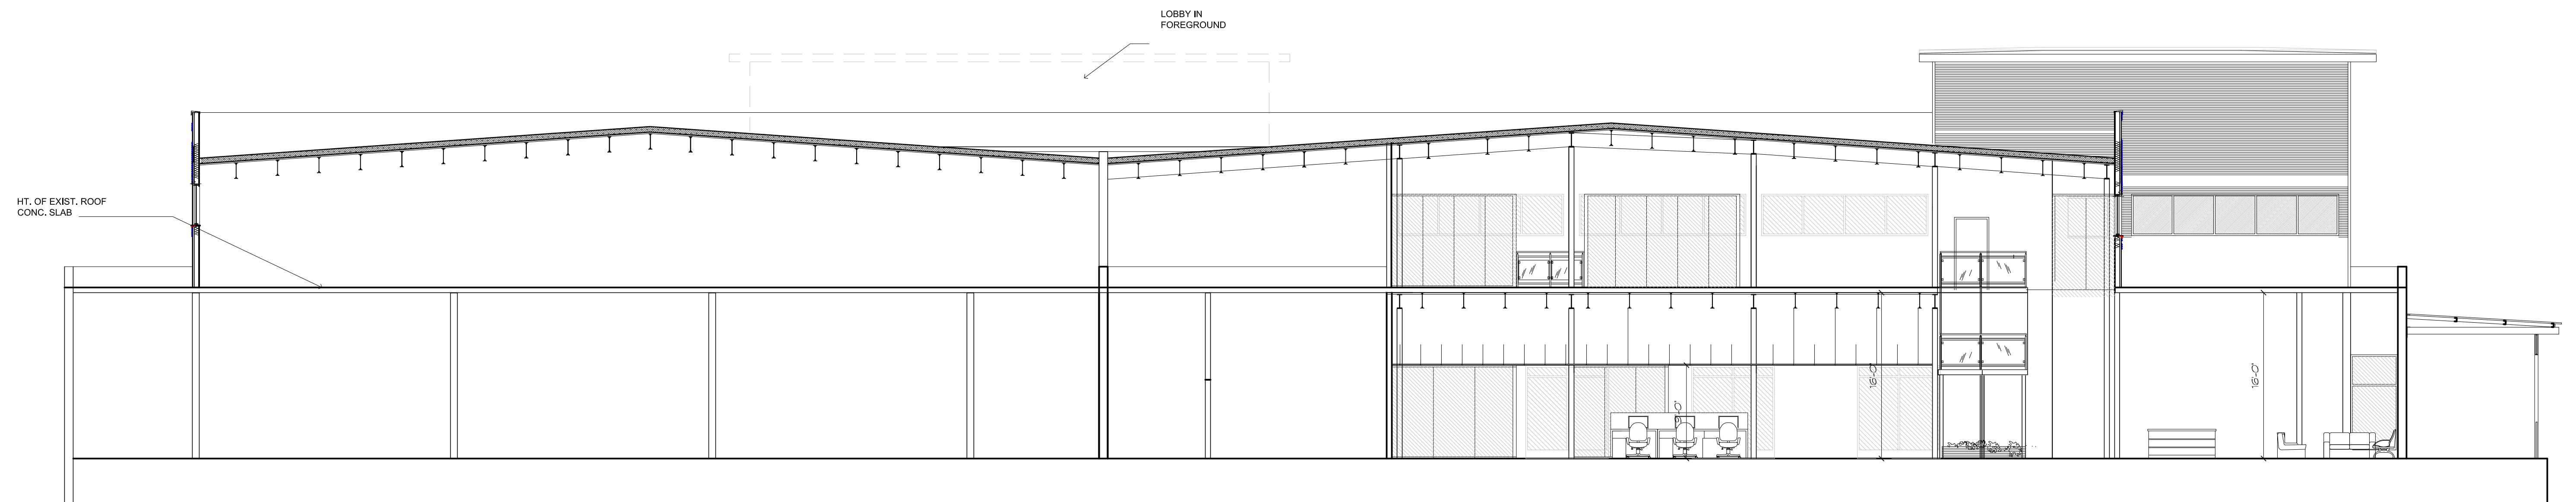 LOBBY IN
FOREGROUND
HT. OF EXIST. ROOF
CONC. SLAB
16'-0"
16'-0"